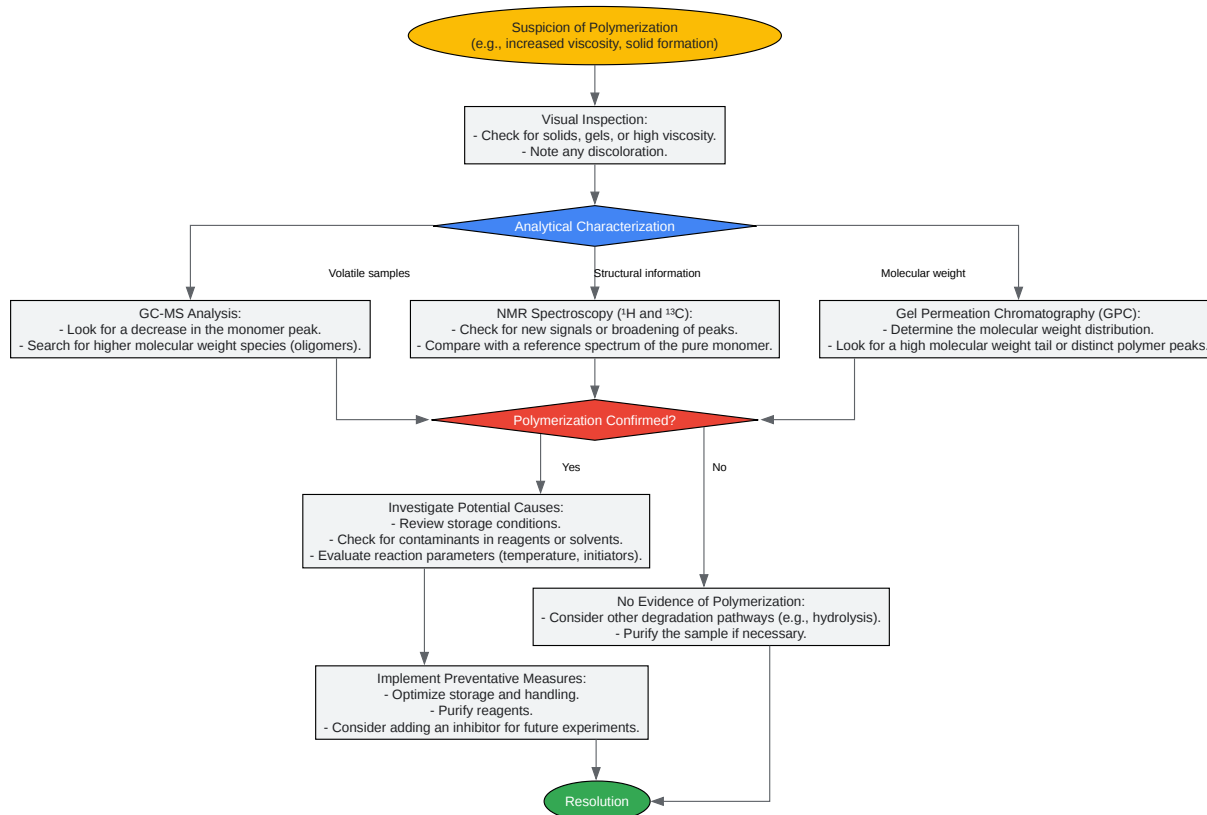 Suspicion of Polymerization
(e.g., increased viscosity, solid formation)
Visual Inspection:
- Check for solids, gels, or high viscosity.
- Note any discoloration.
Analytical Characterization
Volatile samples
Structural information
Molecular weight
GC-MS Analysis:
- Look for a decrease in the monomer peak.
- Search for higher molecular weight species (oligomers).
NMR Spectroscopy (¹H and ¹³C):
- Check for new signals or broadening of peaks.
- Compare with a reference spectrum of the pure monomer.
Gel Permeation Chromatography (GPC):
- Determine the molecular weight distribution.
- Look for a high molecular weight tail or distinct polymer peaks.
Polymerization Confirmed?
Yes
No
Investigate Potential Causes:
- Review storage conditions.
- Check for contaminants in reagents or solvents.
- Evaluate reaction parameters (temperature, initiators).
No Evidence of Polymerization:
- Consider other degradation pathways (e.g., hydrolysis).
- Purify the sample if necessary.
Implement Preventative Measures:
- Optimize storage and handling.
- Purify reagents.
- Consider adding an inhibitor for future experiments.
Resolution